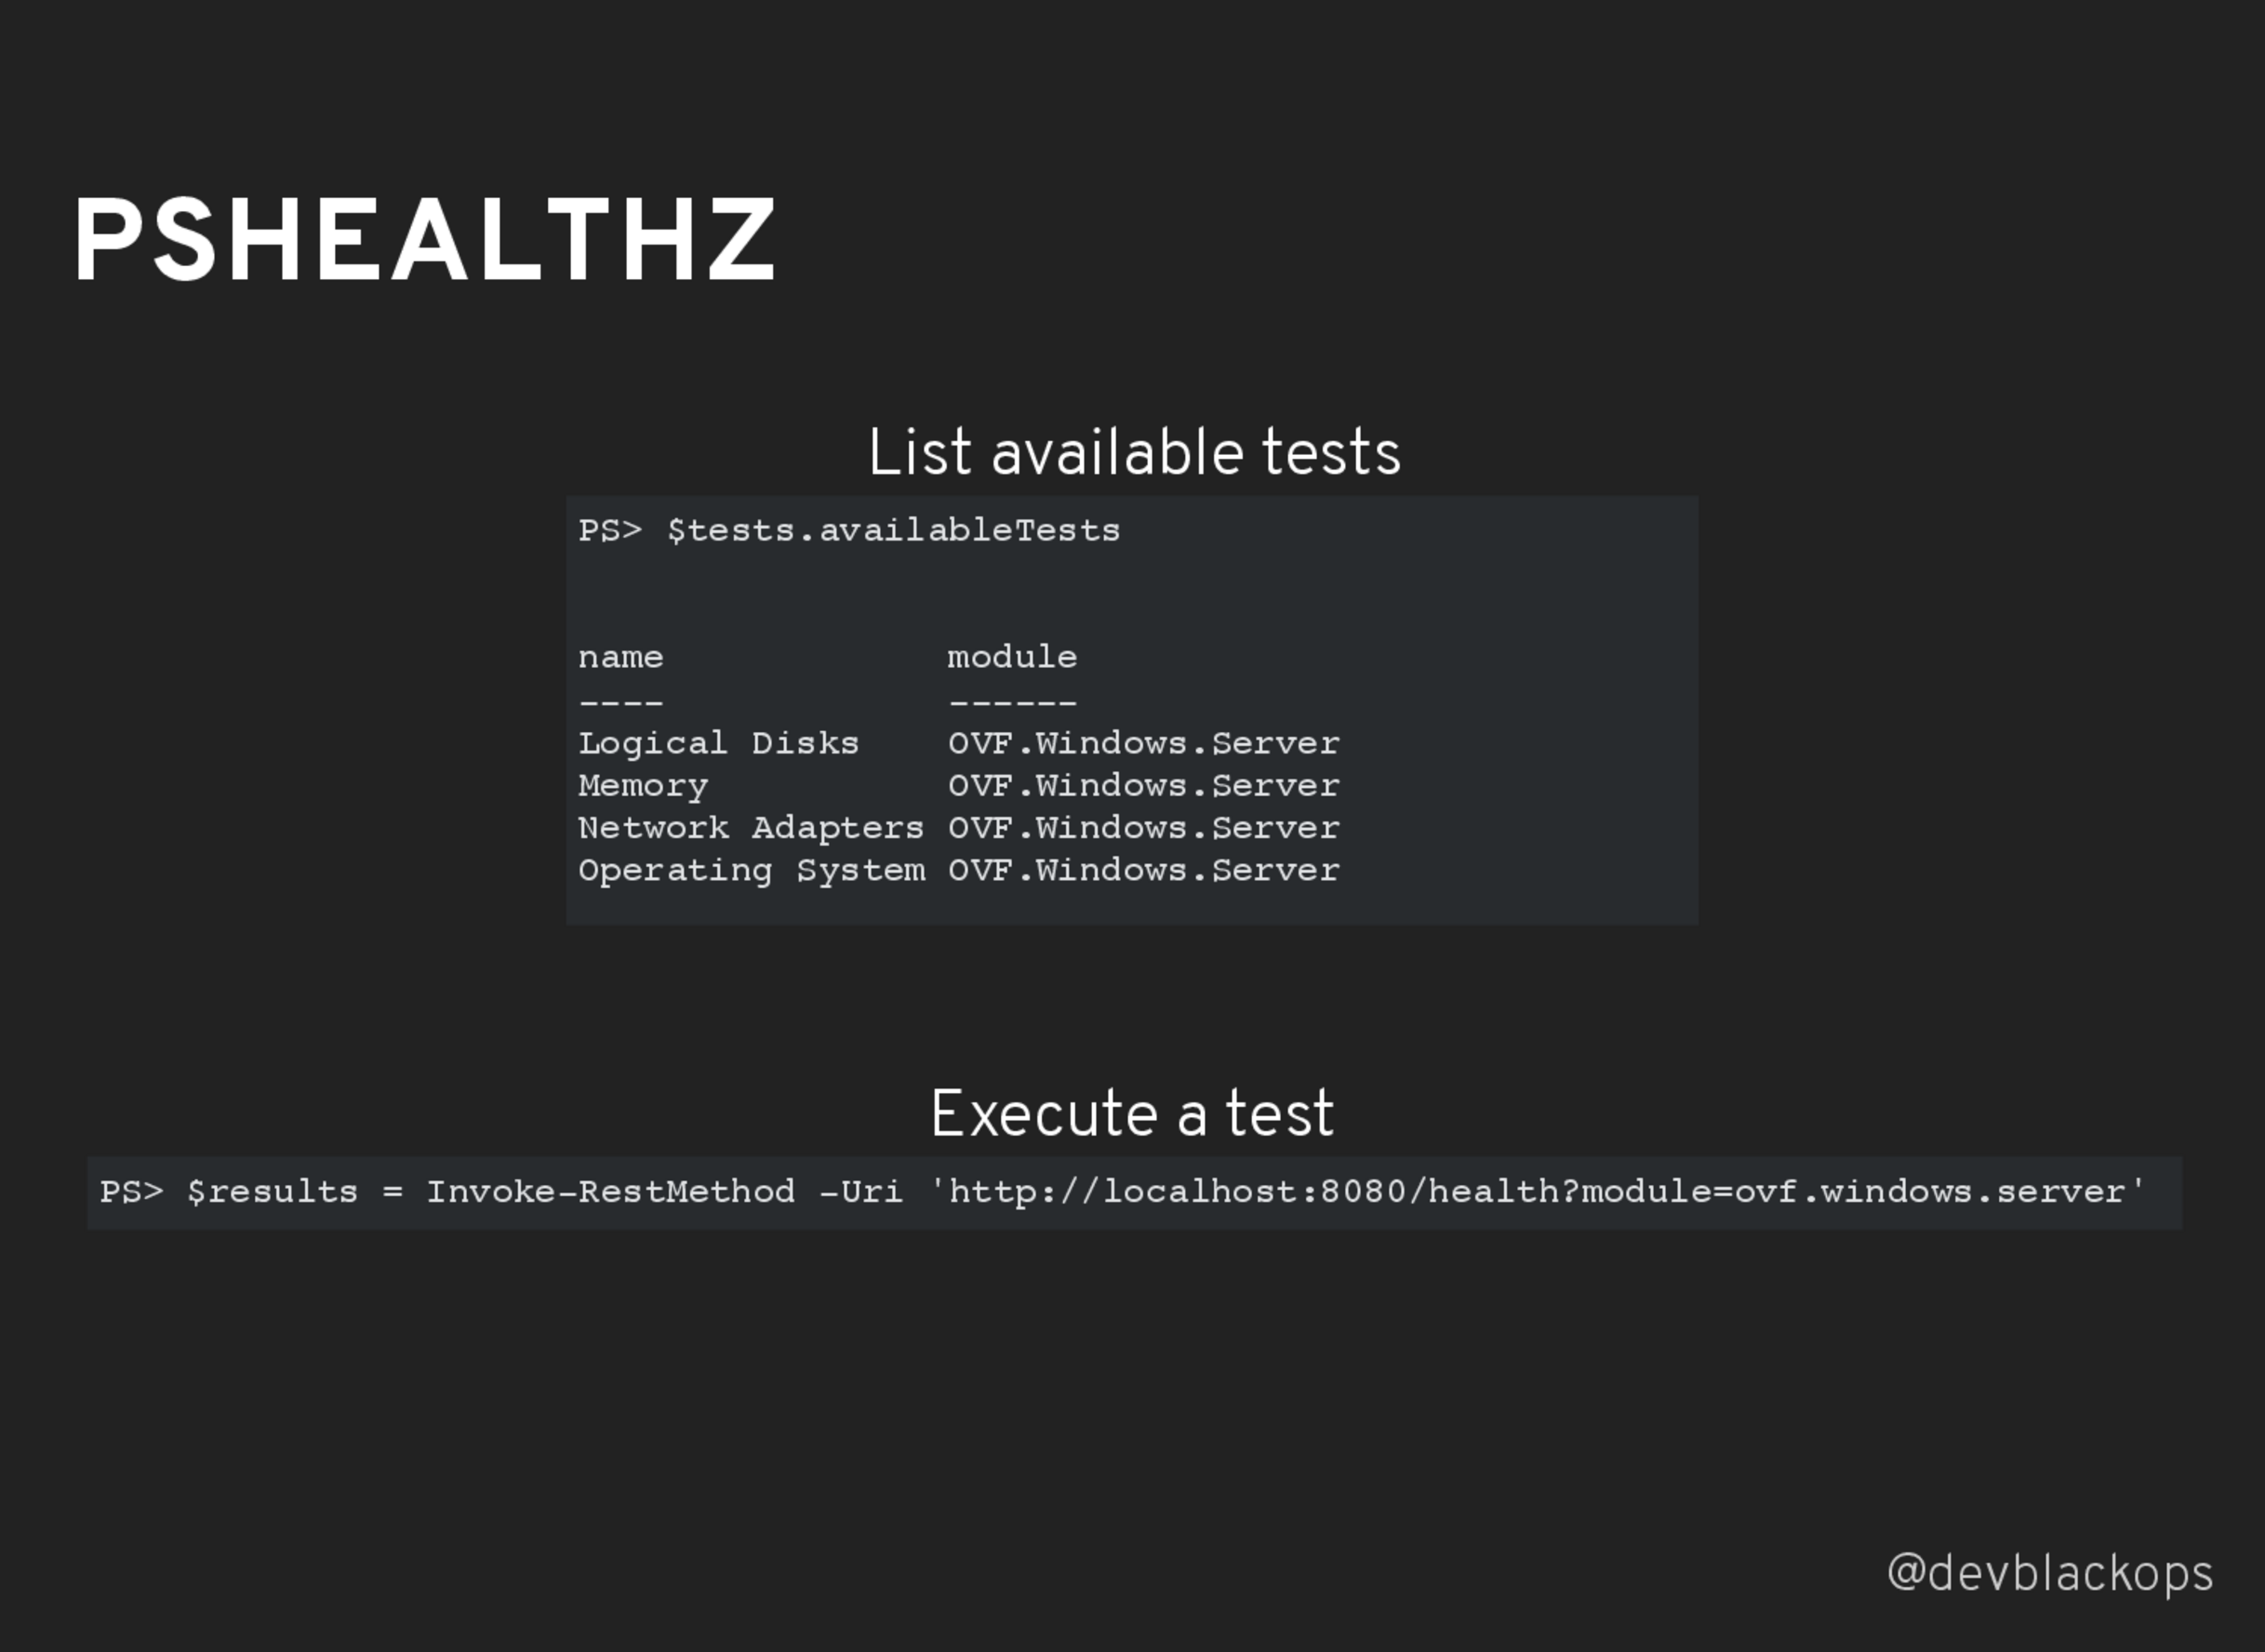 PSHEALTHZ
List available tests
PS> $tests.availableTests
name             module
----             ------
Logical Disks    OVF.Windows.Server
Memory           OVF.Windows.Server
Network Adapters OVF.Windows.Server
Operating System OVF.Windows.Server
Execute a test
PS> $results = Invoke-RestMethod -Uri 'http://localhost:8080/health?module=ovf.windows.server'
@devblackops